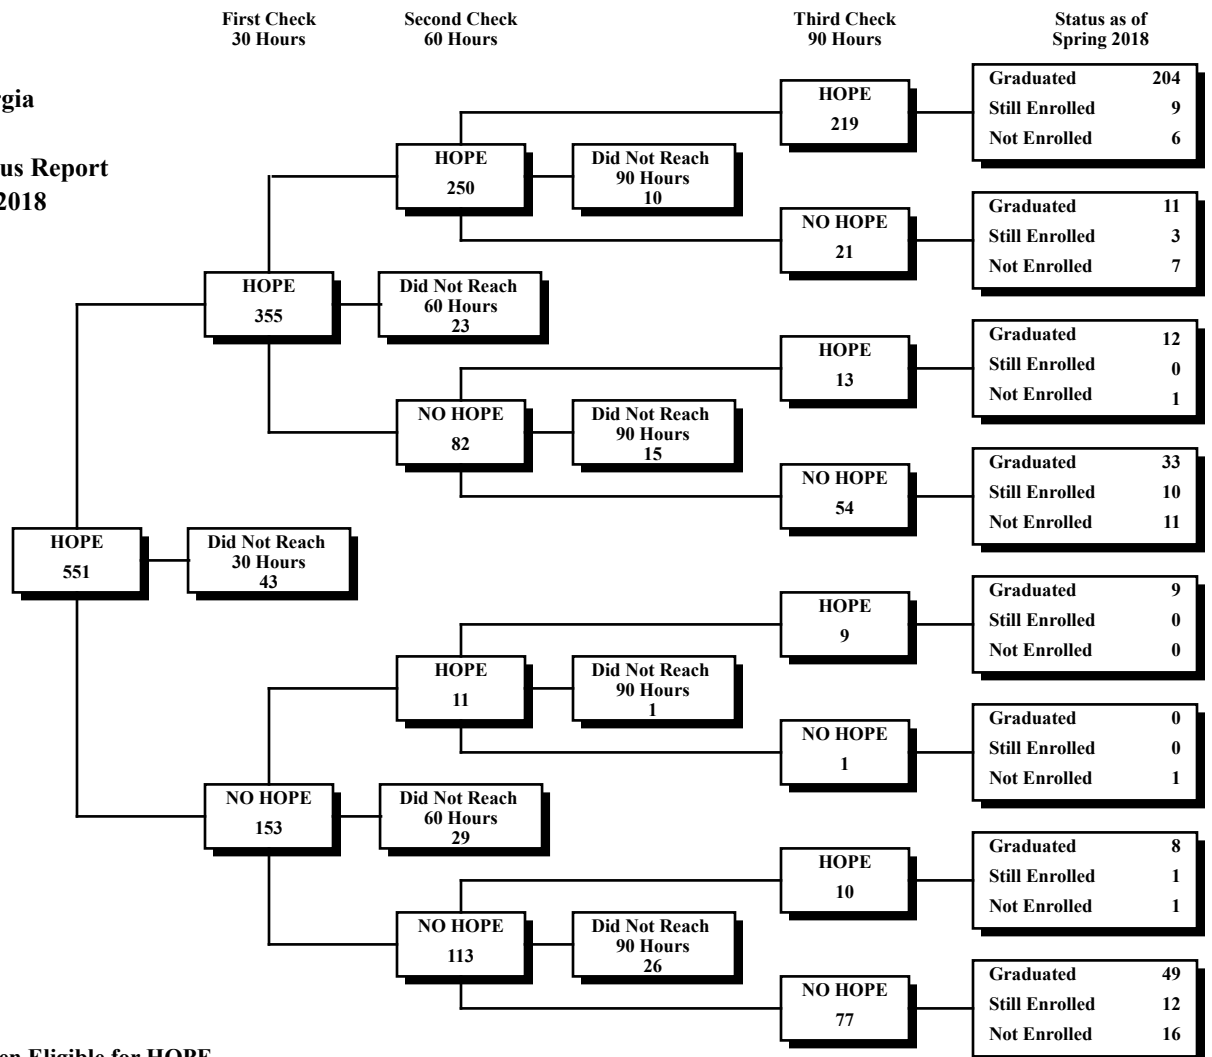 First Check
30 Hours
Second Check
60 Hours
Third Check
90 Hours
Status as of
Spring 2018
rgia
us Report
2018
HOPE
219
Graduated 204
Still Enrolled 9
Not Enrolled 6
HOPE
250
Did Not Reach
90 Hours
10
NO HOPE
21
Graduated 11
Still Enrolled 3
Not Enrolled 7
HOPE
355
Did Not Reach
60 Hours
23
HOPE
13
Graduated 12
Still Enrolled 0
Not Enrolled 1
NO HOPE
82
Did Not Reach
90 Hours
15
NO HOPE
54
Graduated 33
Still Enrolled 10
Not Enrolled 11
HOPE
551
Did Not Reach
30 Hours
43
HOPE
9
Graduated 9
Still Enrolled 0
Not Enrolled 0
HOPE
11
Did Not Reach
90 Hours
1
NO HOPE
1
Graduated 0
Still Enrolled 0
Not Enrolled 1
NO HOPE
153
Did Not Reach
60 Hours
29
HOPE
10
Graduated 8
Still Enrolled 1
Not Enrolled 1
NO HOPE
113
Did Not Reach
90 Hours
26
NO HOPE
77
Graduated 49
Still Enrolled 12
Not Enrolled 16
en Eligible for HOPE